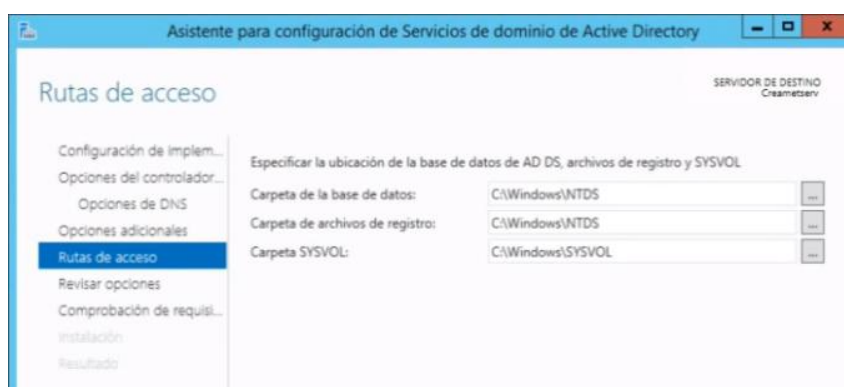 Asistente para configuración de Servicios de dominio de Active Directory
Rutas de acceso
SERVIDOR DE DESTINO
Creametserv
Configuración de implem...
Opciones del controlador...
Opciones de DNS
Opciones adicionales
Rutas de acceso
Revisar opciones
Comprobación de requisi...
Instalación
Resultado
Especificar la ubicación de la base de datos de AD DS, archivos de registro y SYSVOL
Carpeta de la base de datos: C:\Windows\NTDS ...
Carpeta de archivos de registro: C:\Windows\NTDS ...
Carpeta SYSVOL: C:\Windows\SYSVOL ...